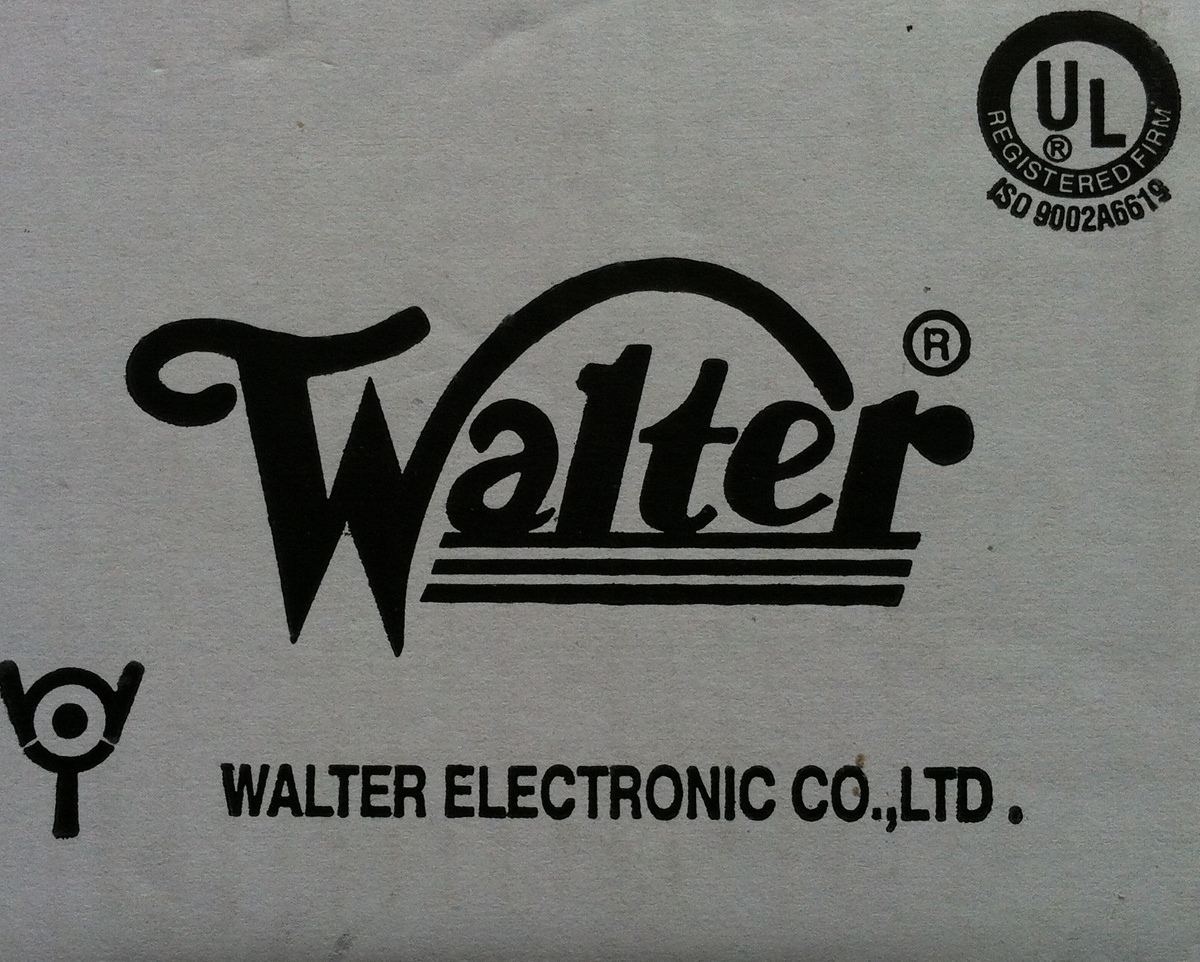 UL
®
REGISTERED FIRM
ISO 9002A6619
Walter ®
WALTER ELECTRONIC CO.,LTD .